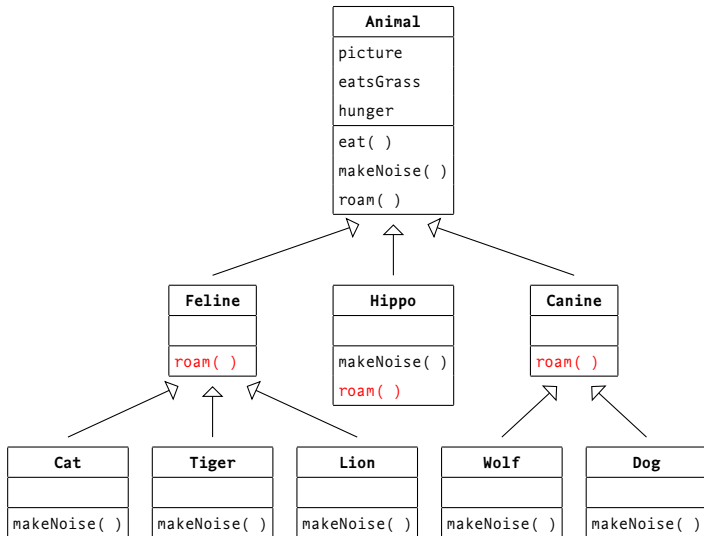 Animal
picture
eatsGrass
hunger
eat( )
makeNoise( )
roam( )
Feline
roam( )
Hippo
makeNoise( )
roam( )
Canine
roam( )
Cat
makeNoise( )
Tiger
makeNoise( )
Lion
makeNoise( )
Wolf
makeNoise( )
Dog
makeNoise( )